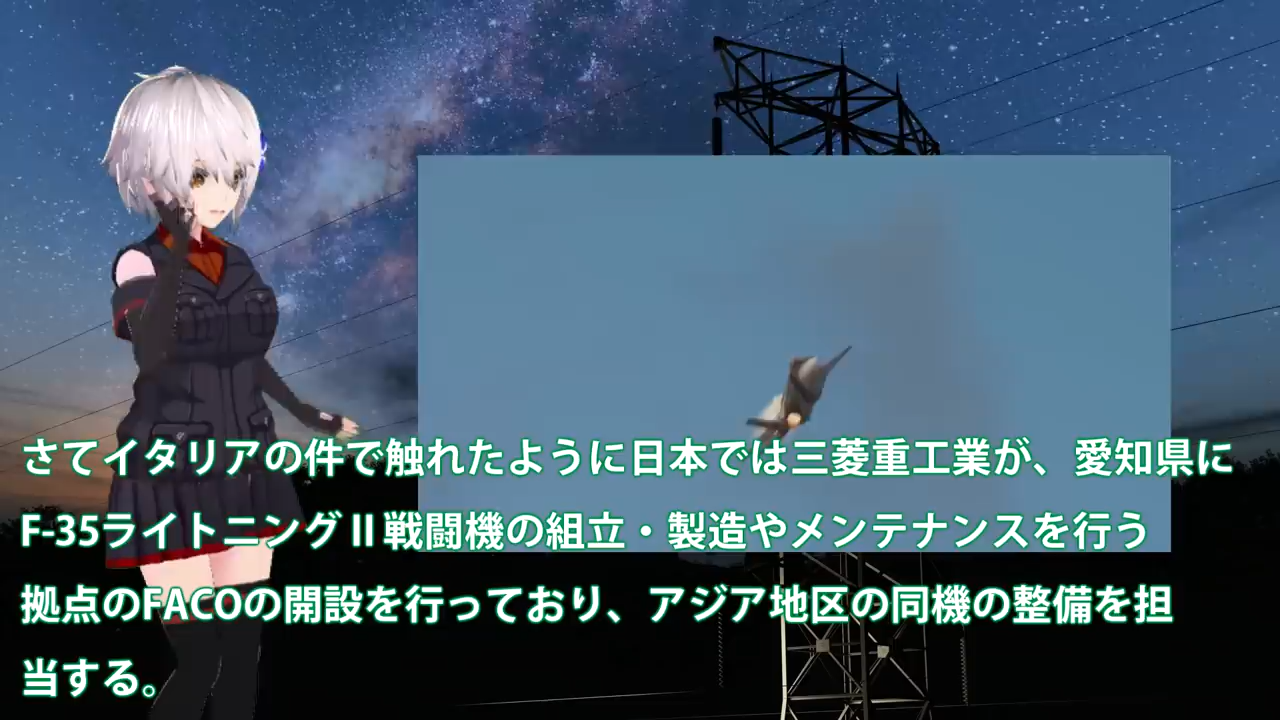 さてイタリアの件で触れたように日本では三菱重工業が、愛知県に
F-35ライトニングⅡ戦闘機の組立・製造やメンテナンスを行う
拠点のFACOの開設を行っており、アジア地区の同機の整備を担
当する。